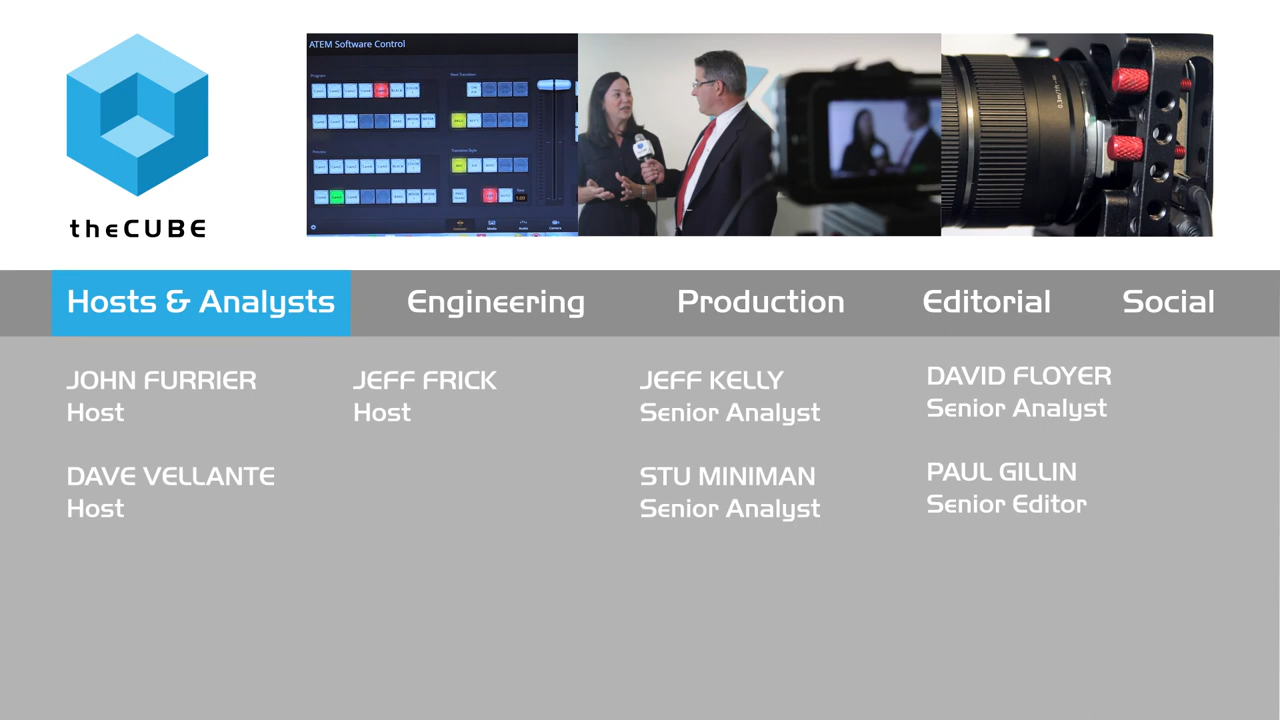 ATEM Software Control
theCUBE
Hosts & Analysts
Engineering
Production
Editorial
Social
JOHN FURRIER
Host
JEFF FRICK
Host
JEFF KELLY
Senior Analyst
DAVID FLOYER
Senior Analyst
DAVE VELLANTE
Host
STU MINIMAN
Senior Analyst
PAUL GILLIN
Senior Editor